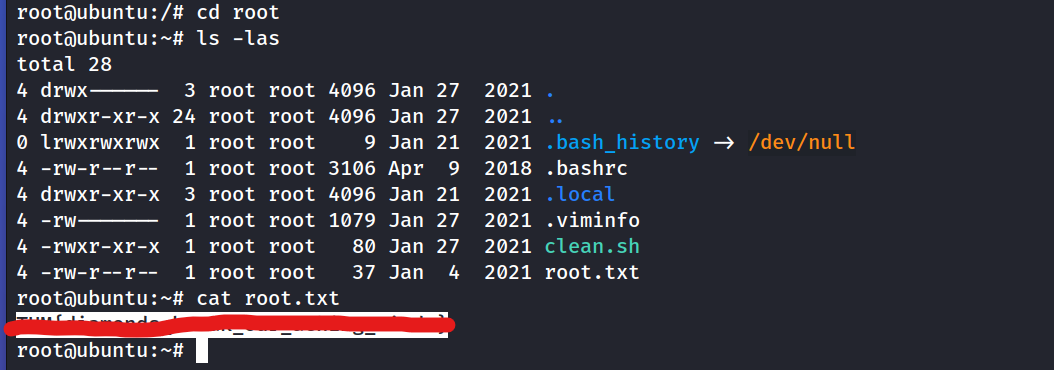 root@ubuntu:/# cd root
root@ubuntu:~# ls -las
total 28
4 drwx------  3 root root 4096 Jan 27  2021 .
4 drwxr-xr-x 24 root root 4096 Jan 27  2021 ..
0 lrwxrwxrwx  1 root root    9 Jan 21  2021 .bash_history → /dev/null
4 -rw-r--r--  1 root root 3106 Apr  9  2018 .bashrc
4 drwxr-xr-x  3 root root 4096 Jan 21  2021 .local
4 -rw-------  1 root root 1079 Jan 27  2021 .viminfo
4 -rwxr-xr-x  1 root root   80 Jan 27  2021 clean.sh
4 -rw-r--r--  1 root root   37 Jan  4  2021 root.txt
root@ubuntu:~# cat root.txt
root@ubuntu:~#